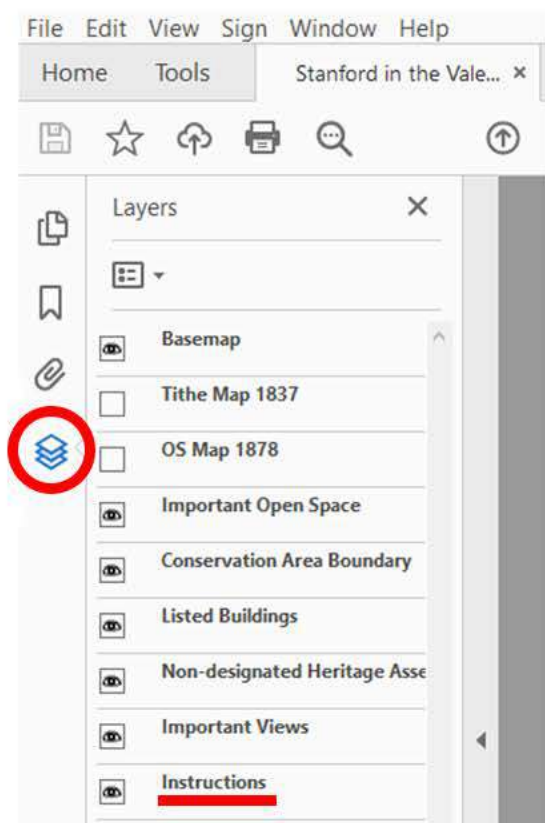 File Edit View Sign Window Help
Home Tools Stanford in the Vale... ×
Layers
Basemap
Tithe Map 1837
OS Map 1878
Important Open Space
Conservation Area Boundary
Listed Buildings
Non-designated Heritage Asse
Important Views
Instructions